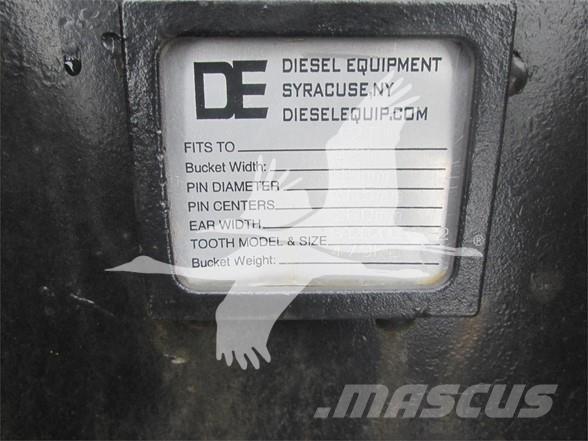 DE DIESEL EQUIPMENT
SYRACUSE, NY
DIESELEQUIP.COM
FITS TO
Bucket Width:
PIN DIAMETER
PIN CENTERS
EAR WIDTH
TOOTH MODEL & SIZE
Bucket Weight:
®
MASCUS